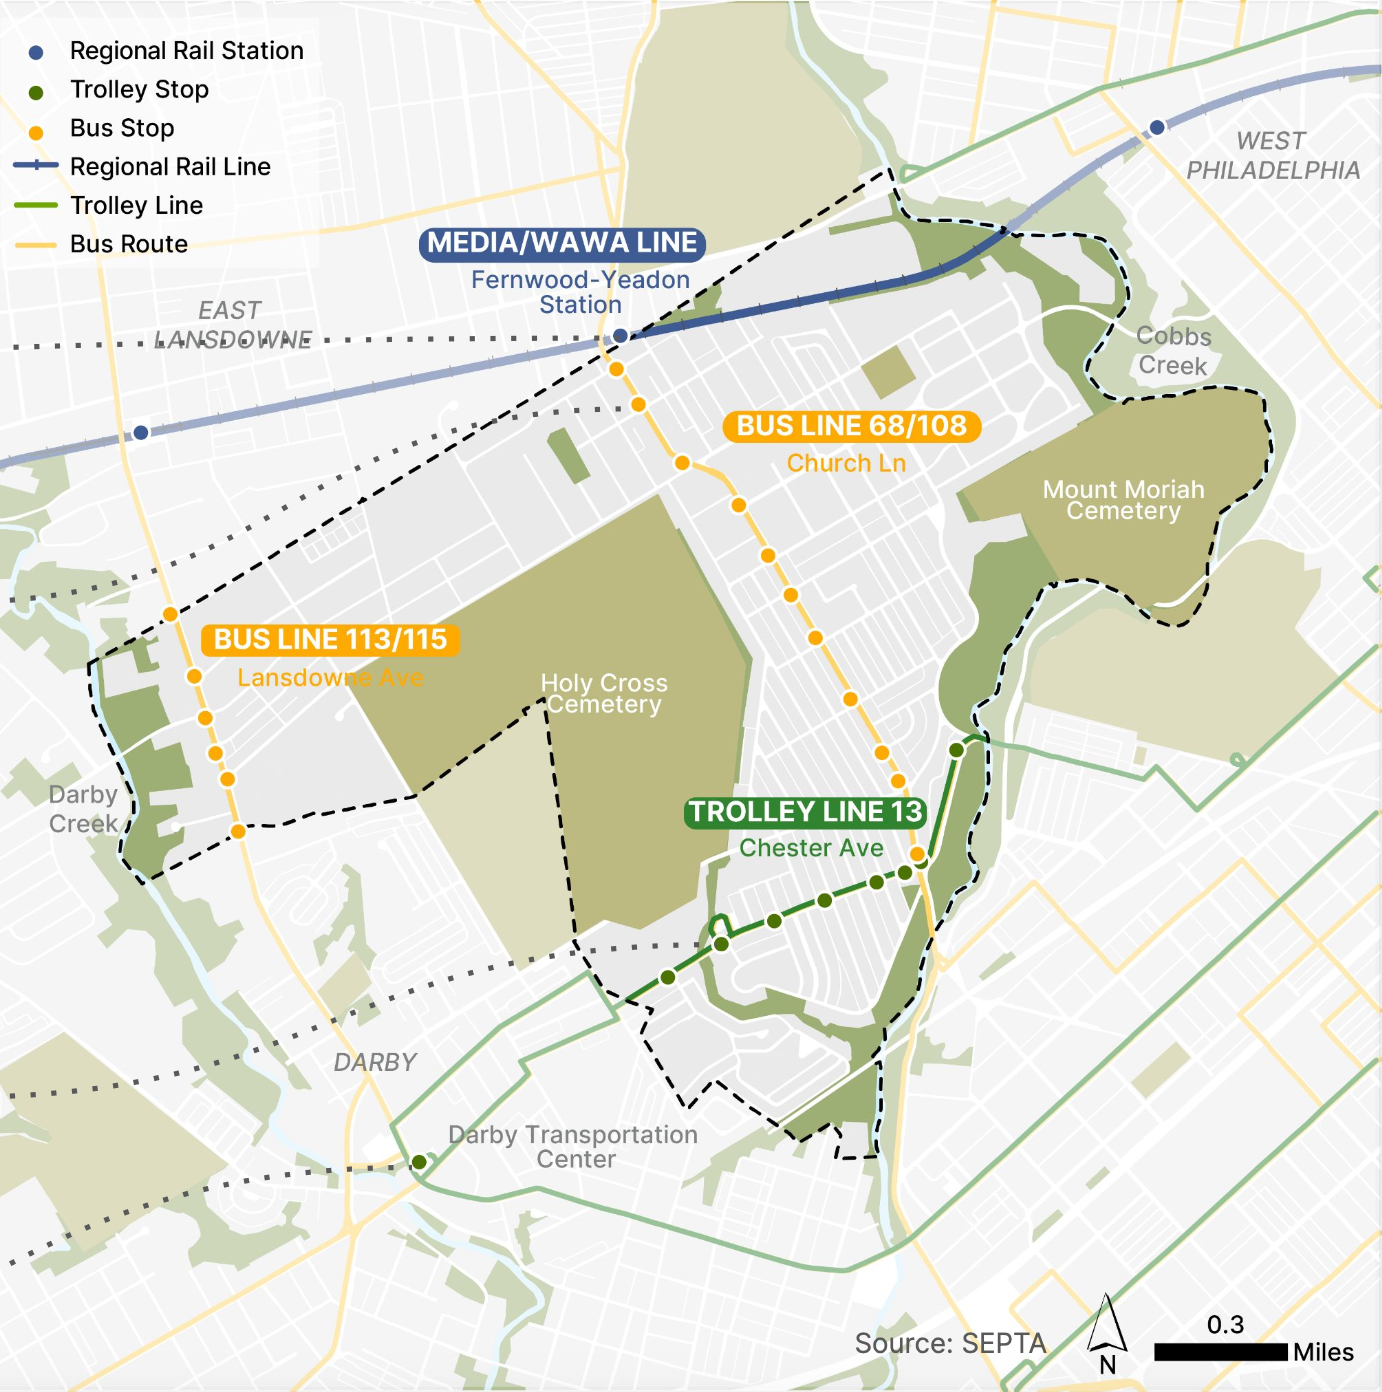 Regional Rail Station
Trolley Stop
Bus Stop
Regional Rail Line
Trolley Line
Bus Route
WEST
PHILADELPHIA
MEDIA/WAWA LINE
Fernwood-Yeadon
Station
EAST
LANSDOWNE
Cobbs
Creek
BUS LINE 68/108
Church Ln
Mount Moriah
Cemetery
BUS LINE 113/115
Lansdowne Ave
Holy Cross
Cemetery
Darby
Creek
TROLLEY LINE 13
Chester Ave
DARBY
Darby Transportation
Center
Source: SEPTA
N
0.3
Miles